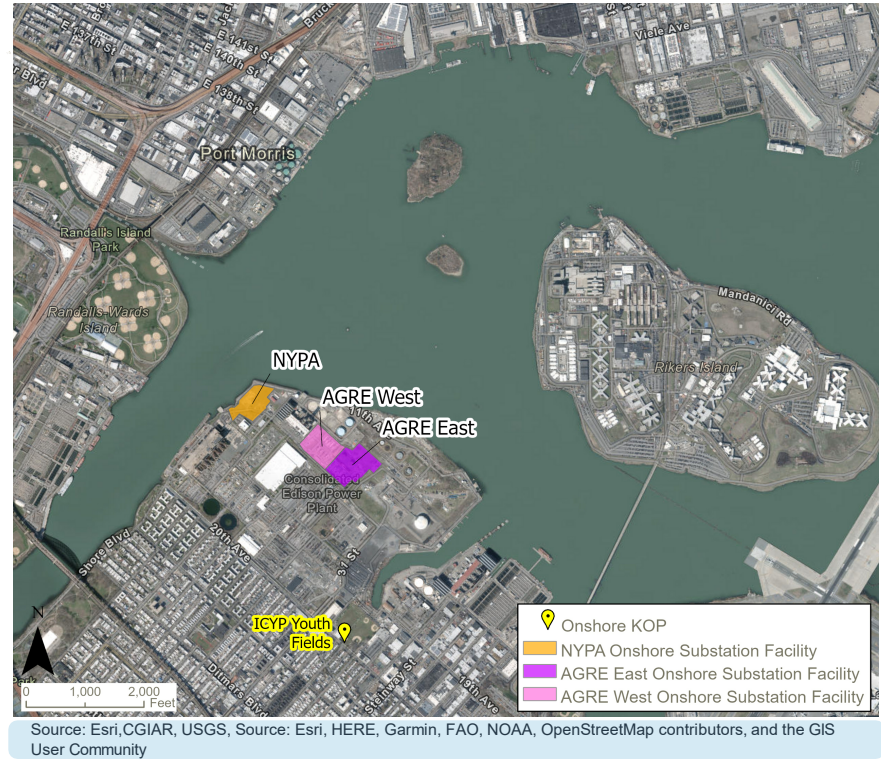 E 137th St
E 141st St
E 140th St
E 138th St
Viele Ave
Port Morris
Randall's Island
Park
Randalls-Wards
Island
Mandanici Rd
Rikers Island
NYPA
AGRE West
11th A
AGRE East
Consolidated
Edison Power
Plant
20th Ave
Shore Blvd
31 St
ICYP Youth
Fields
Ditmars Blvd
Steinway St
19th Ave
N
Park
0 1,000 2,000
Feet
Onshore KOP
NYPA Onshore Substation Facility
AGRE East Onshore Substation Facility
AGRE West Onshore Substation Facility
Source: Esri,CGIAR, USGS, Source: Esri, HERE, Garmin, FAO, NOAA, OpenStreetMap contributors, and the GIS
User Community